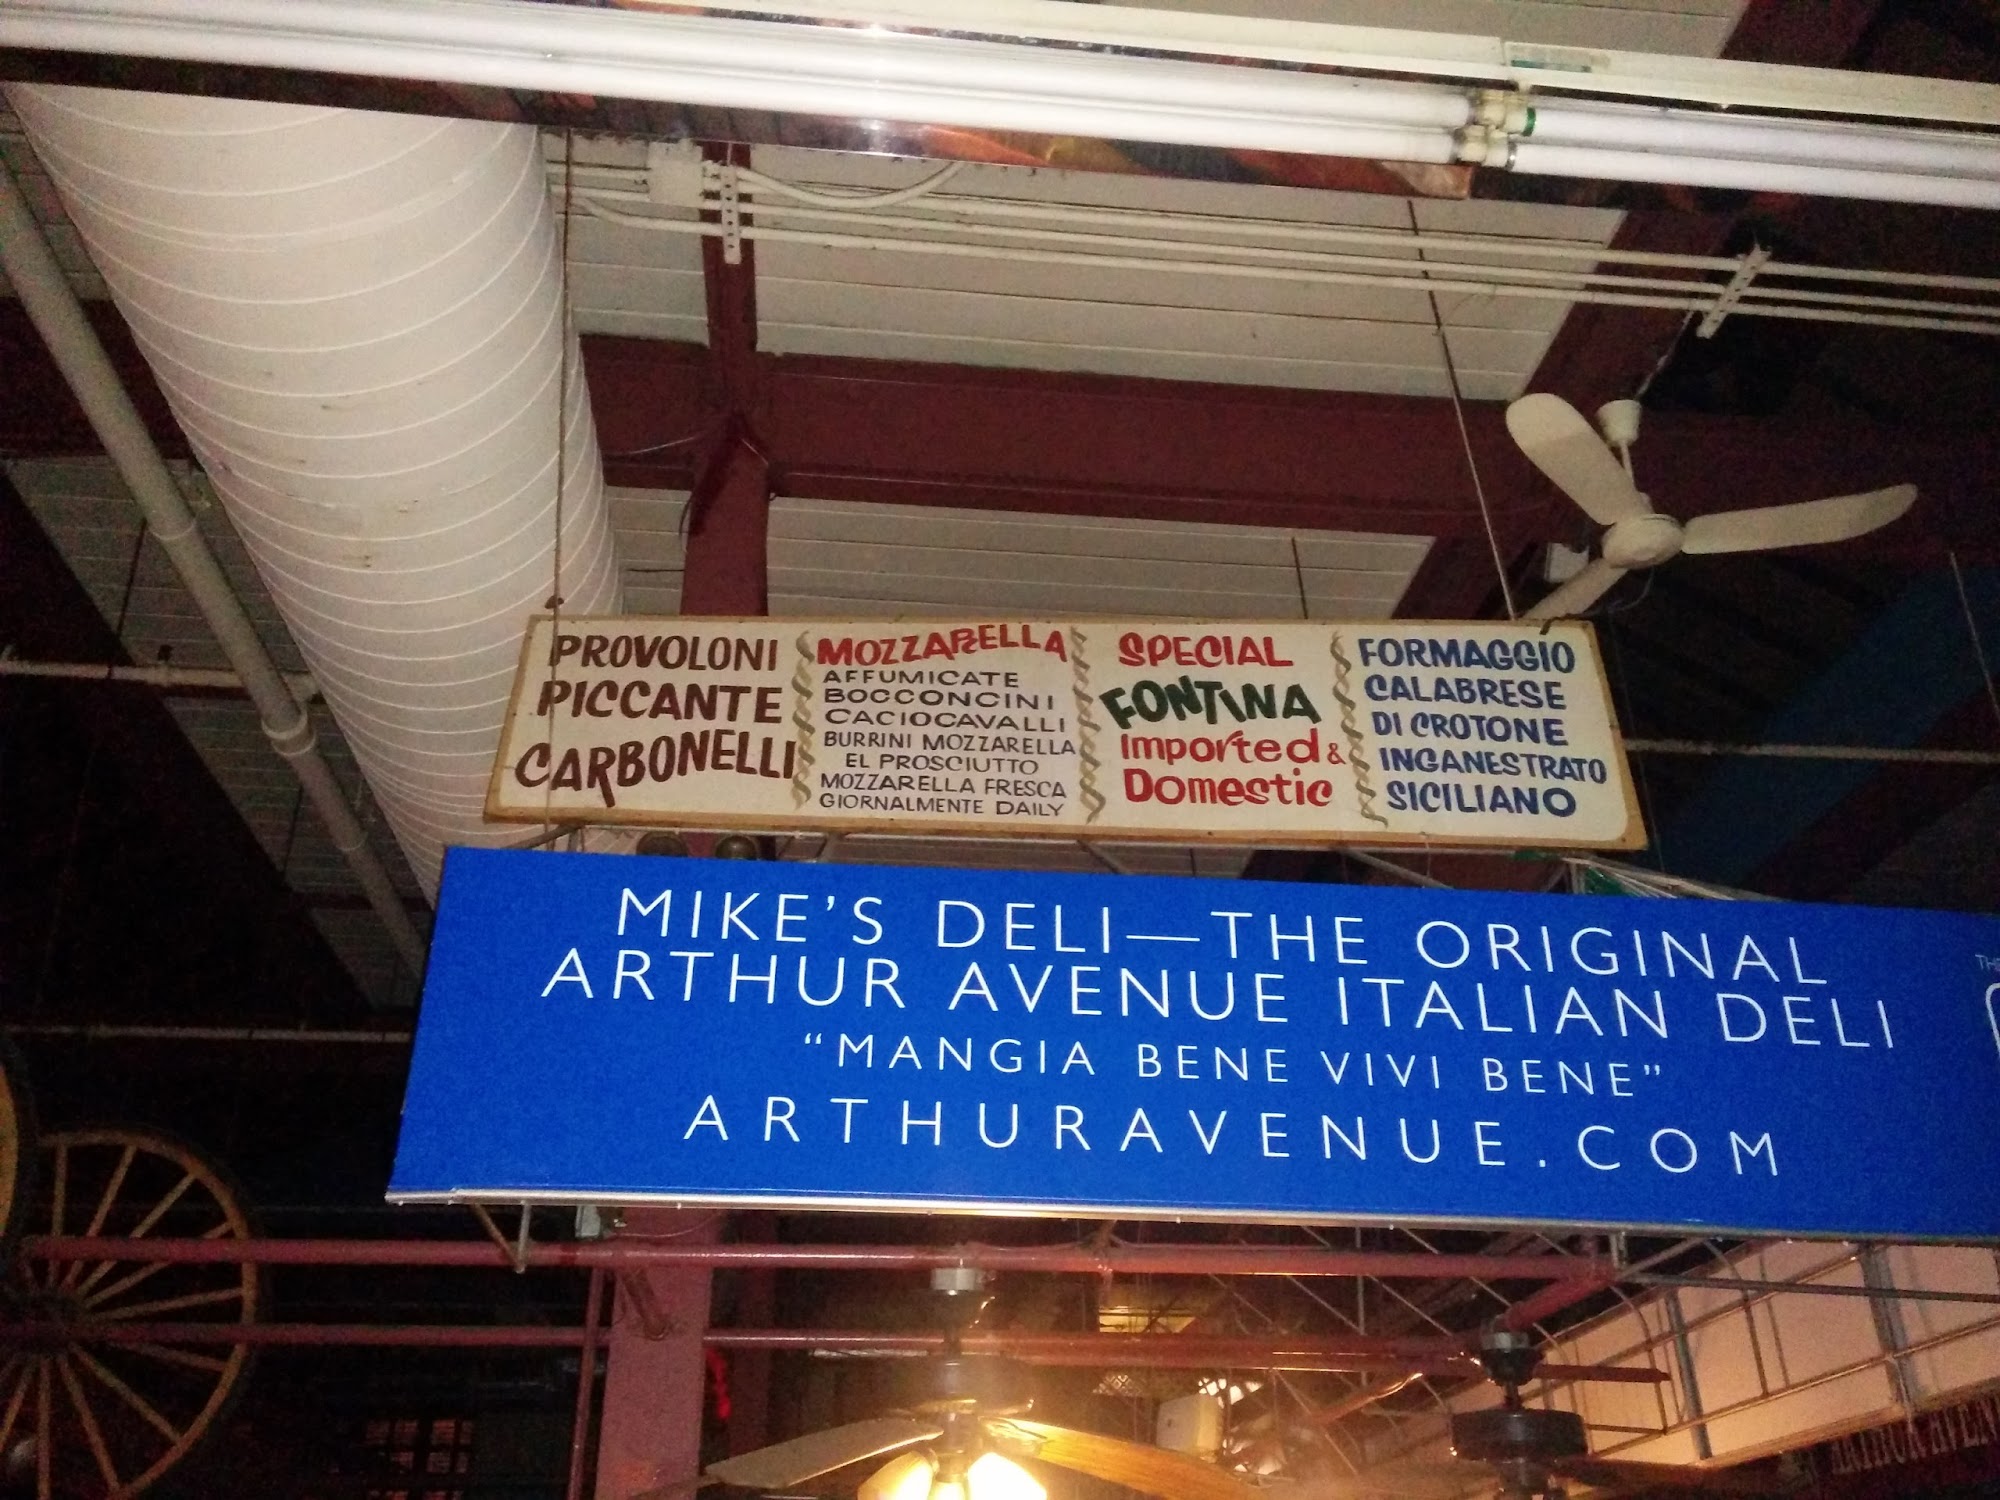 PROVOLONI
PICCANTE
CARBONELLI
MOZZARELLA
AFFUMICATE
BOCCONCINI
CACIOCAVALLI
BURRINI MOZZARELLA
EL PROSCIUTTO
MOZZARELLA FRESCA
GIORNALMENTE DAILY
SPECIAL
FONTINA
Imported &
Domestic
FORMAGGIO
CALABRESE
DI CROTONE
INGANESTRATO
SICILIANO
MIKE'S DELI—THE ORIGINAL
ARTHUR AVENUE ITALIAN DELI
“MANGIA BENE VIVI BENE”
ARTHURAVENUE.COM
ARTHUR